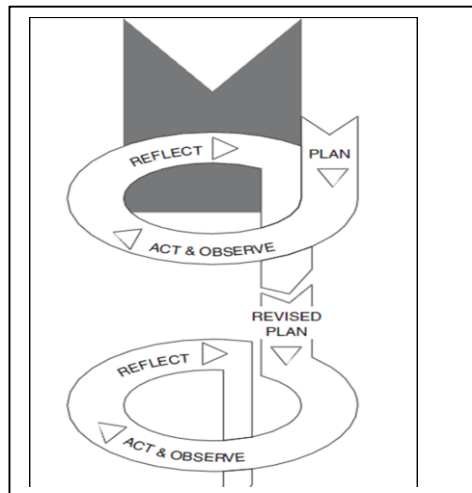 REFLECT
PLAN
ACT & OBSERVE
REVISED
PLAN
REFLECT
ACT & OBSERVE